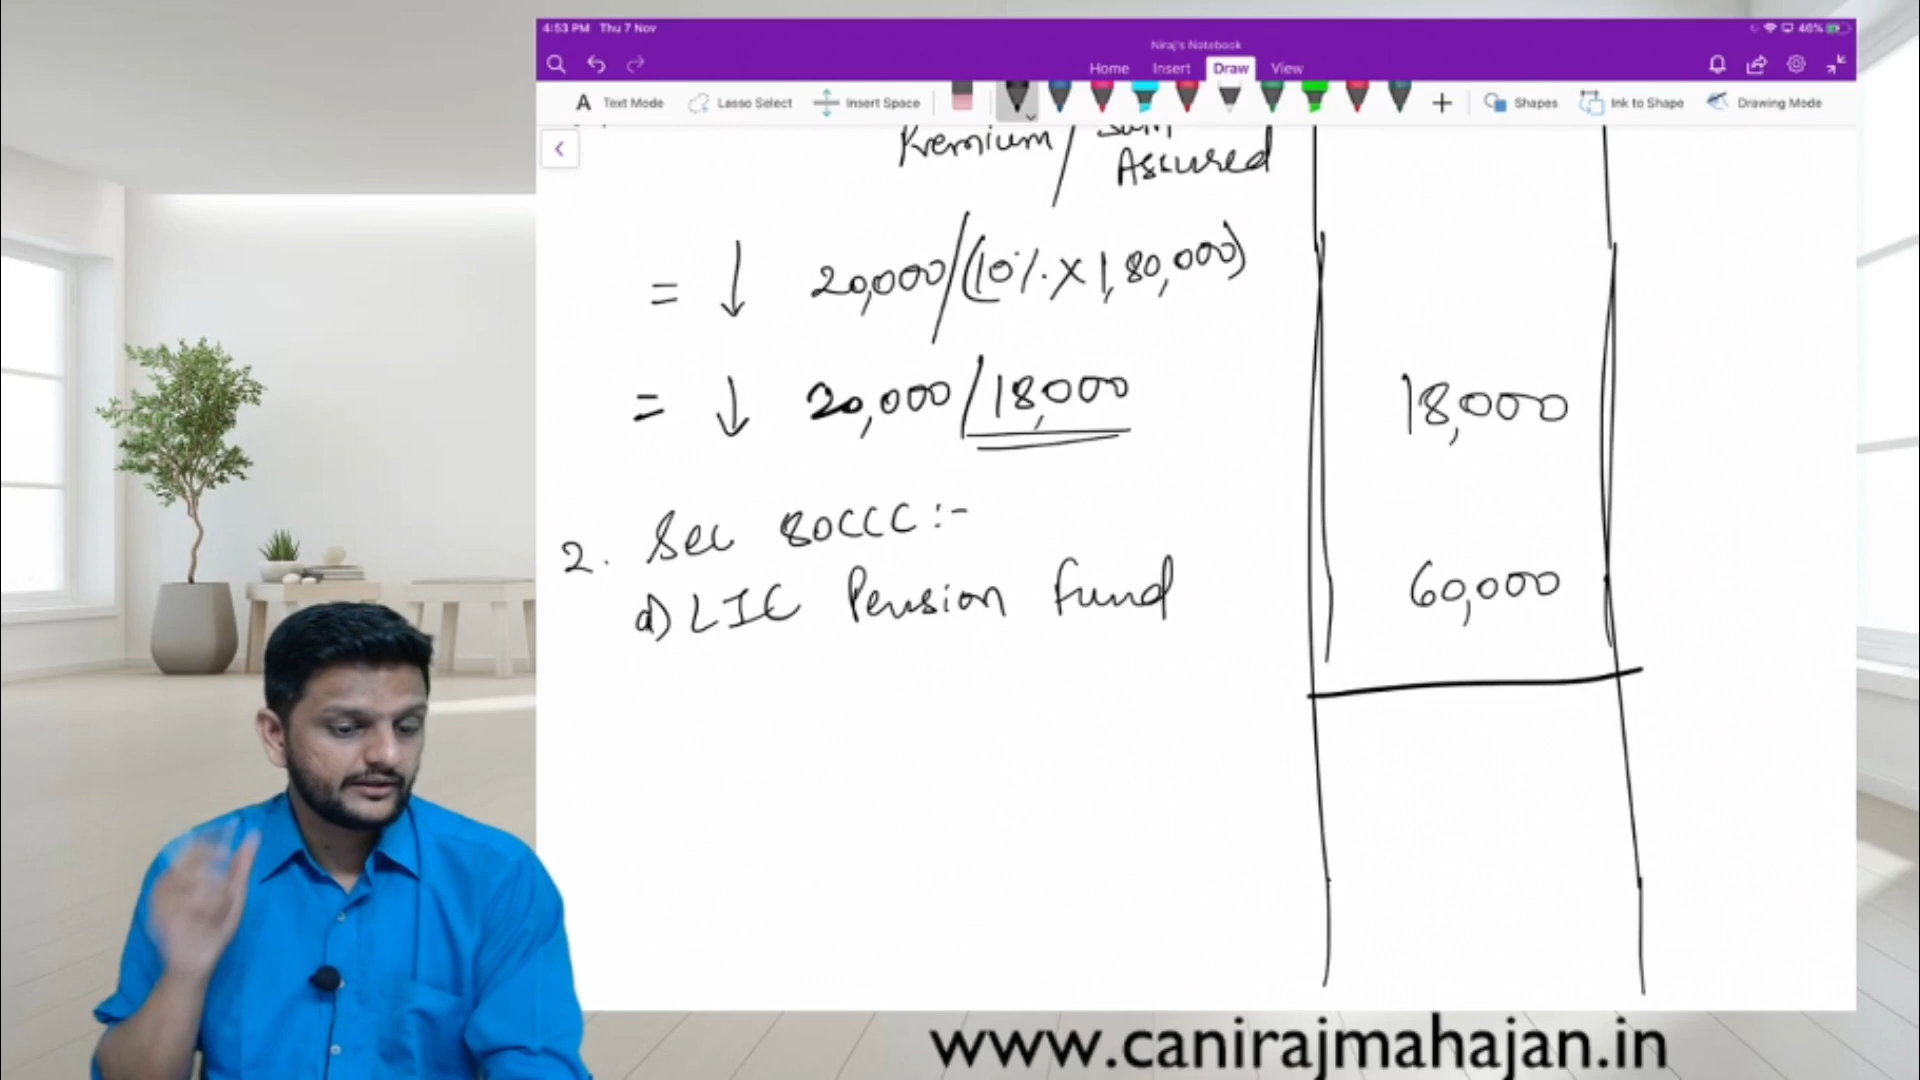 4:53 PM Thu 7 Nov
46%
Niraj's Notebook
Home Insert Draw View
A Text Mode Lasso Select Insert Space + Shapes Ink to Shape Drawing Mode
Premium / Sum
Assured
= ↓ 20,000/(10%.X1,80,000)
= ↓ 20,000/18,000 18,000
2. Sec 80CCC:-
a) LIC Pension Fund 60,000
www.canirajmahajan.in